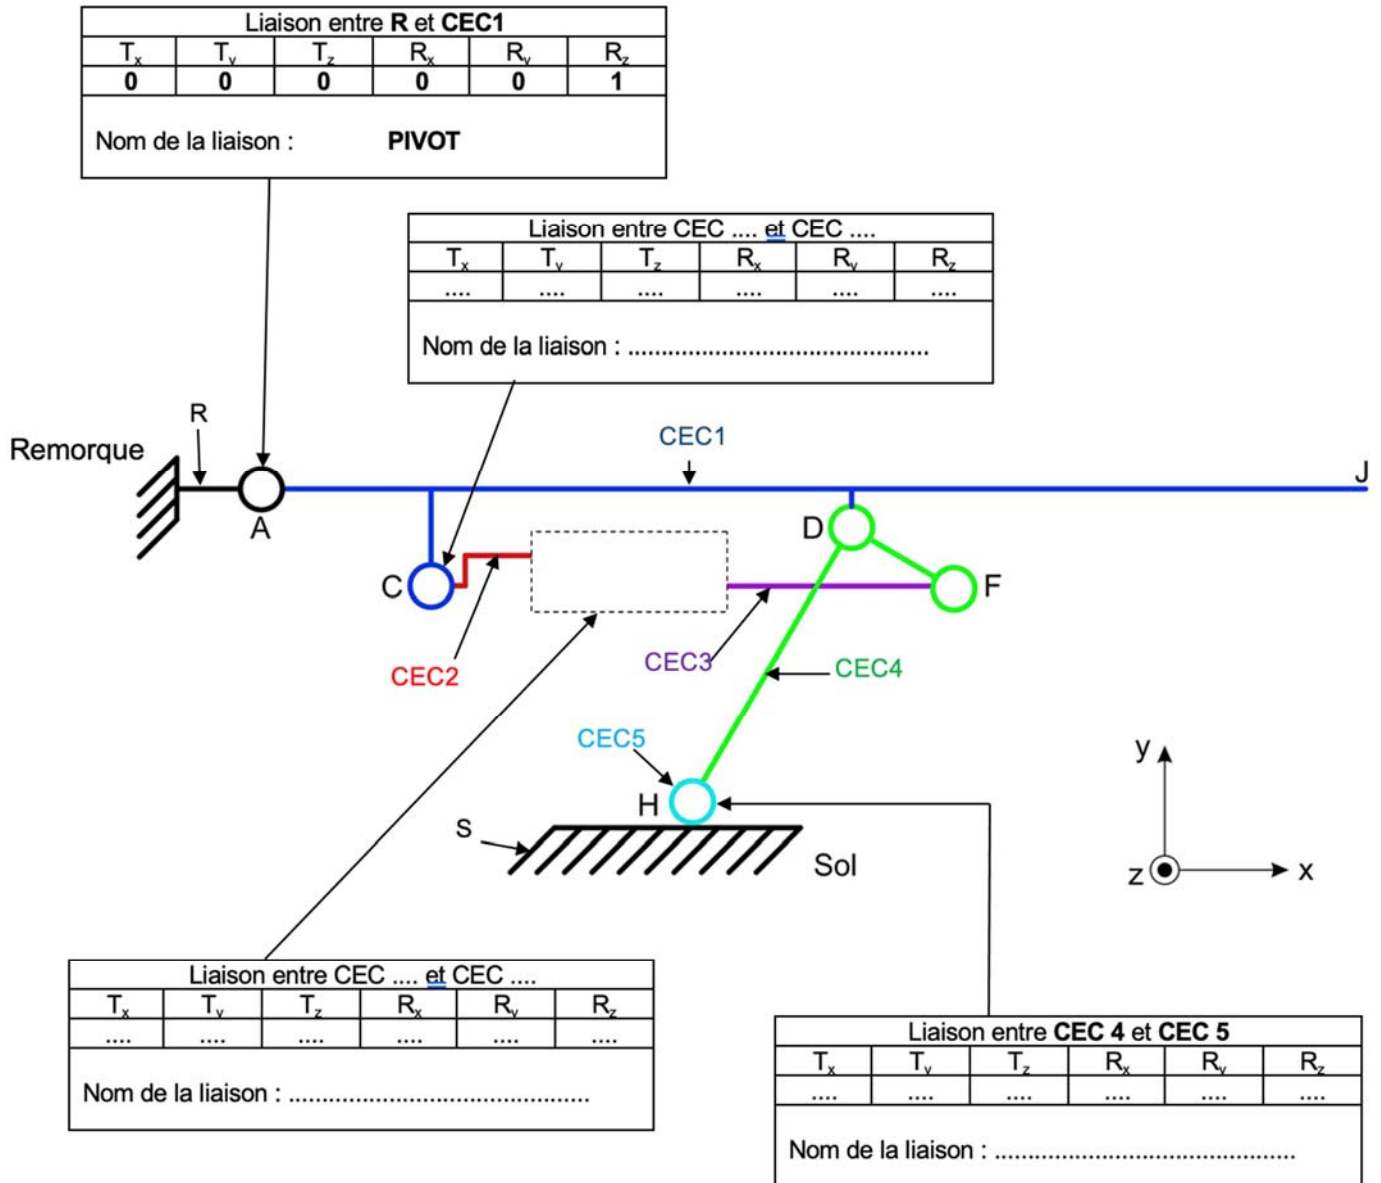 Liaison entre R et CEC1
Tx Ty Tz Rx Ry Rz
0 0 0 0 0 1
Nom de la liaison : PIVOT
Liaison entre CEC .... et CEC ....
Tx Ty Tz Rx Ry Rz
.... .... .... .... .... ....
Nom de la liaison : .............................................
R
CEC1
Remorque
J
A
D
C
F
CEC2
CEC3
CEC4
CEC5
H
S
Sol
y
z
x
Liaison entre CEC .... et CEC ....
Tx Ty Tz Rx Ry Rz
.... .... .... .... .... ....
Nom de la liaison : .............................................
Liaison entre CEC 4 et CEC 5
Tx Ty Tz Rx Ry Rz
.... .... .... .... .... ....
Nom de la liaison : .............................................